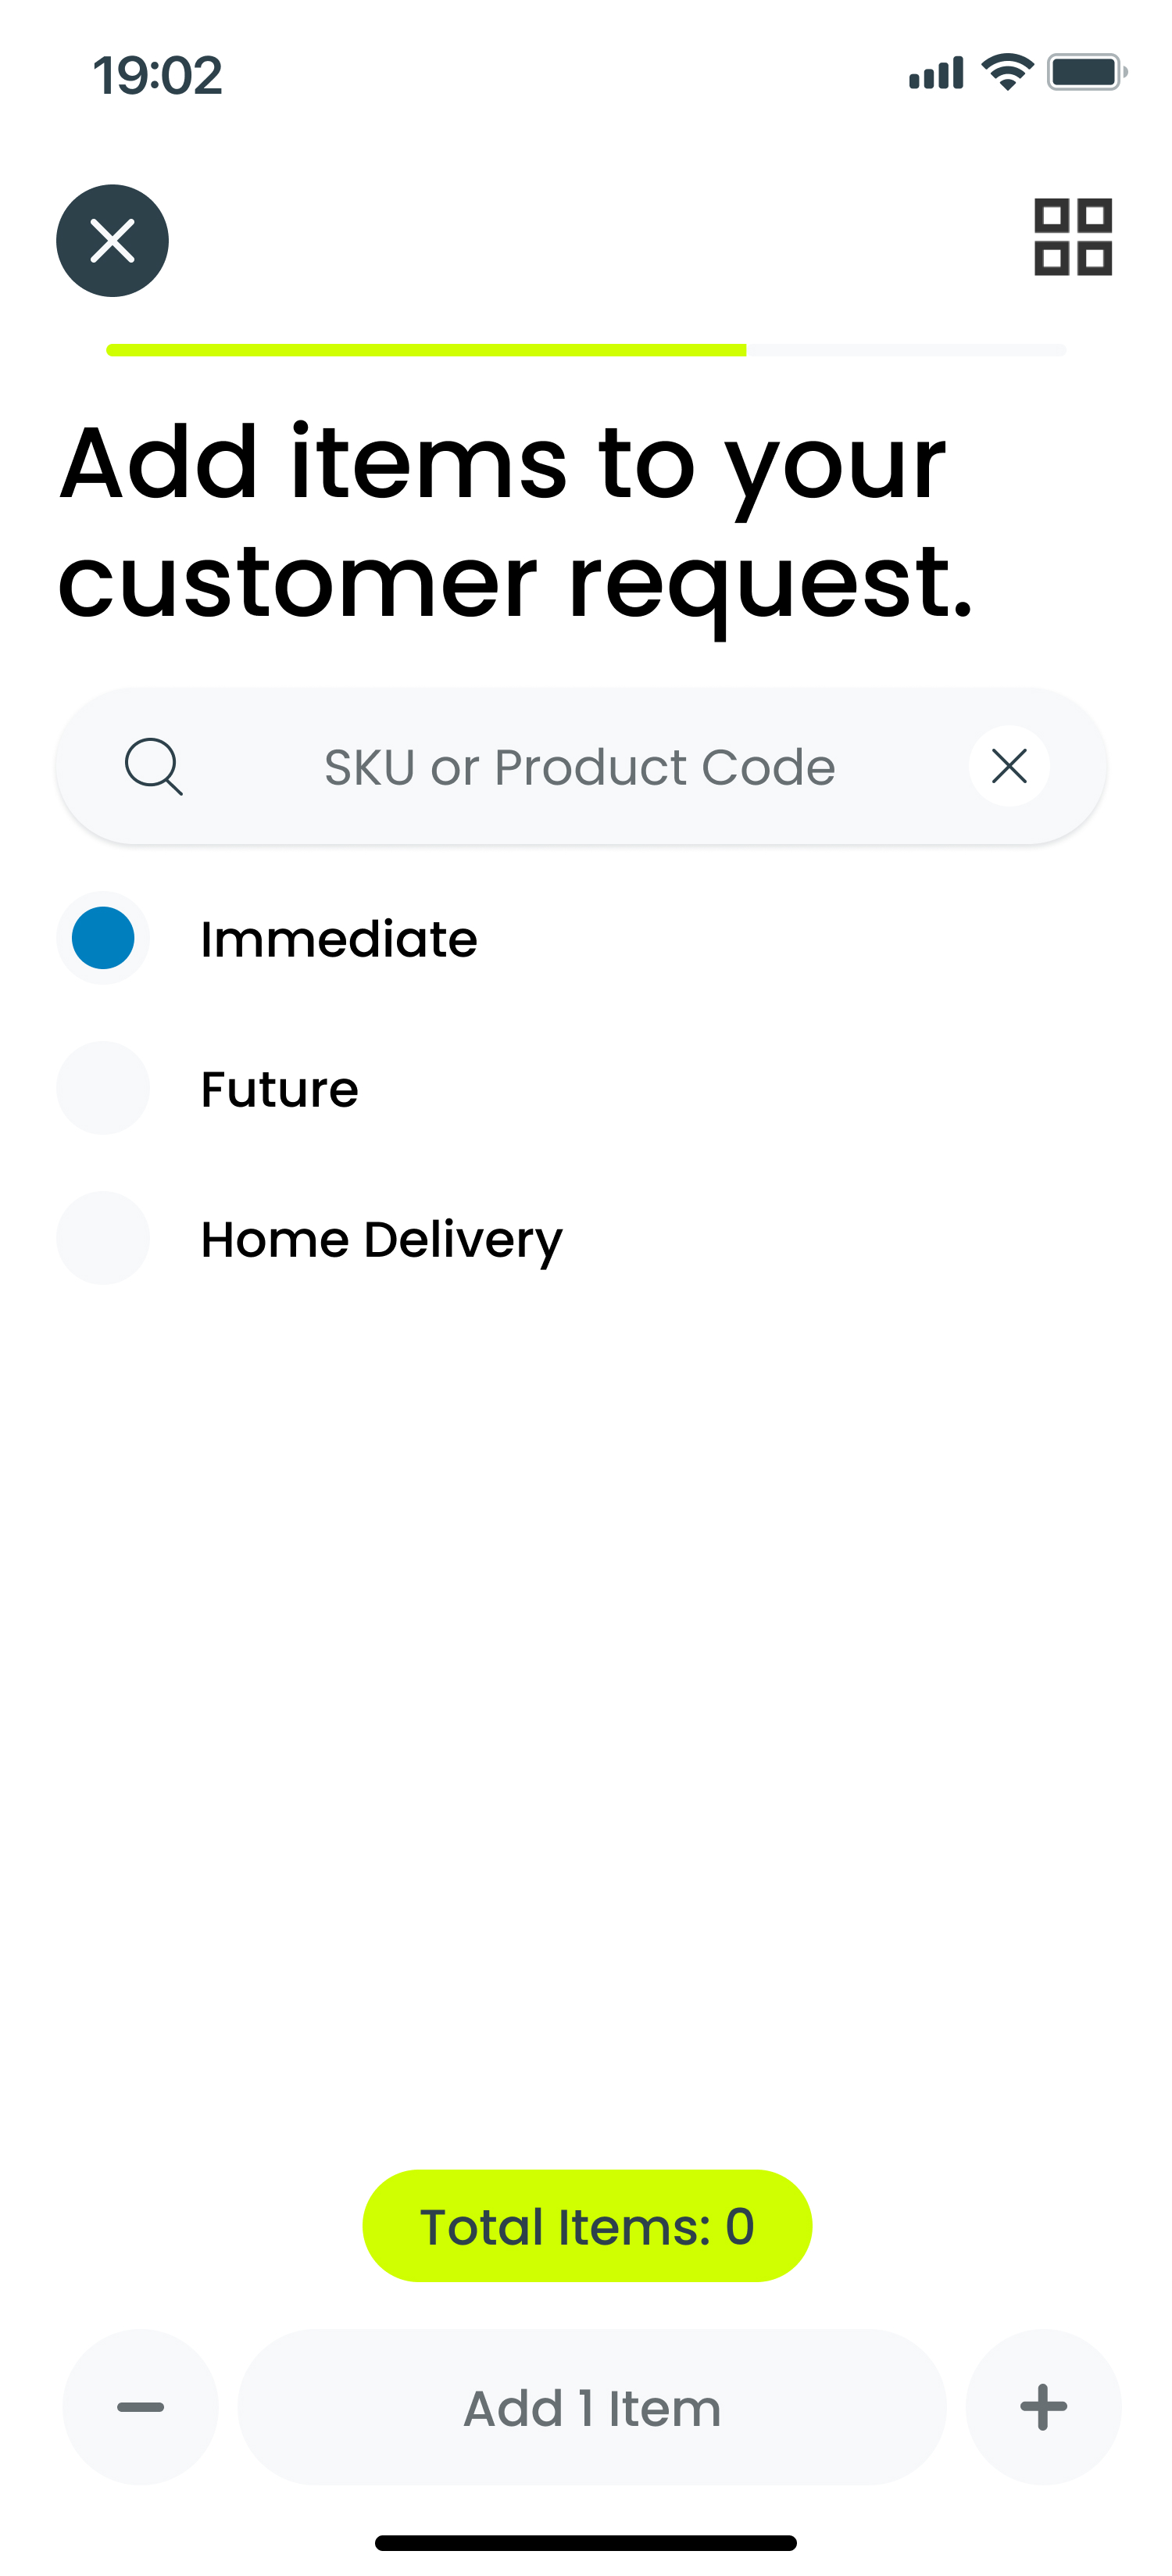 19:02
Add items to your
customer request.
SKU or Product Code
Immediate
Future
Home Delivery
Total Items: 0
Add 1 Item